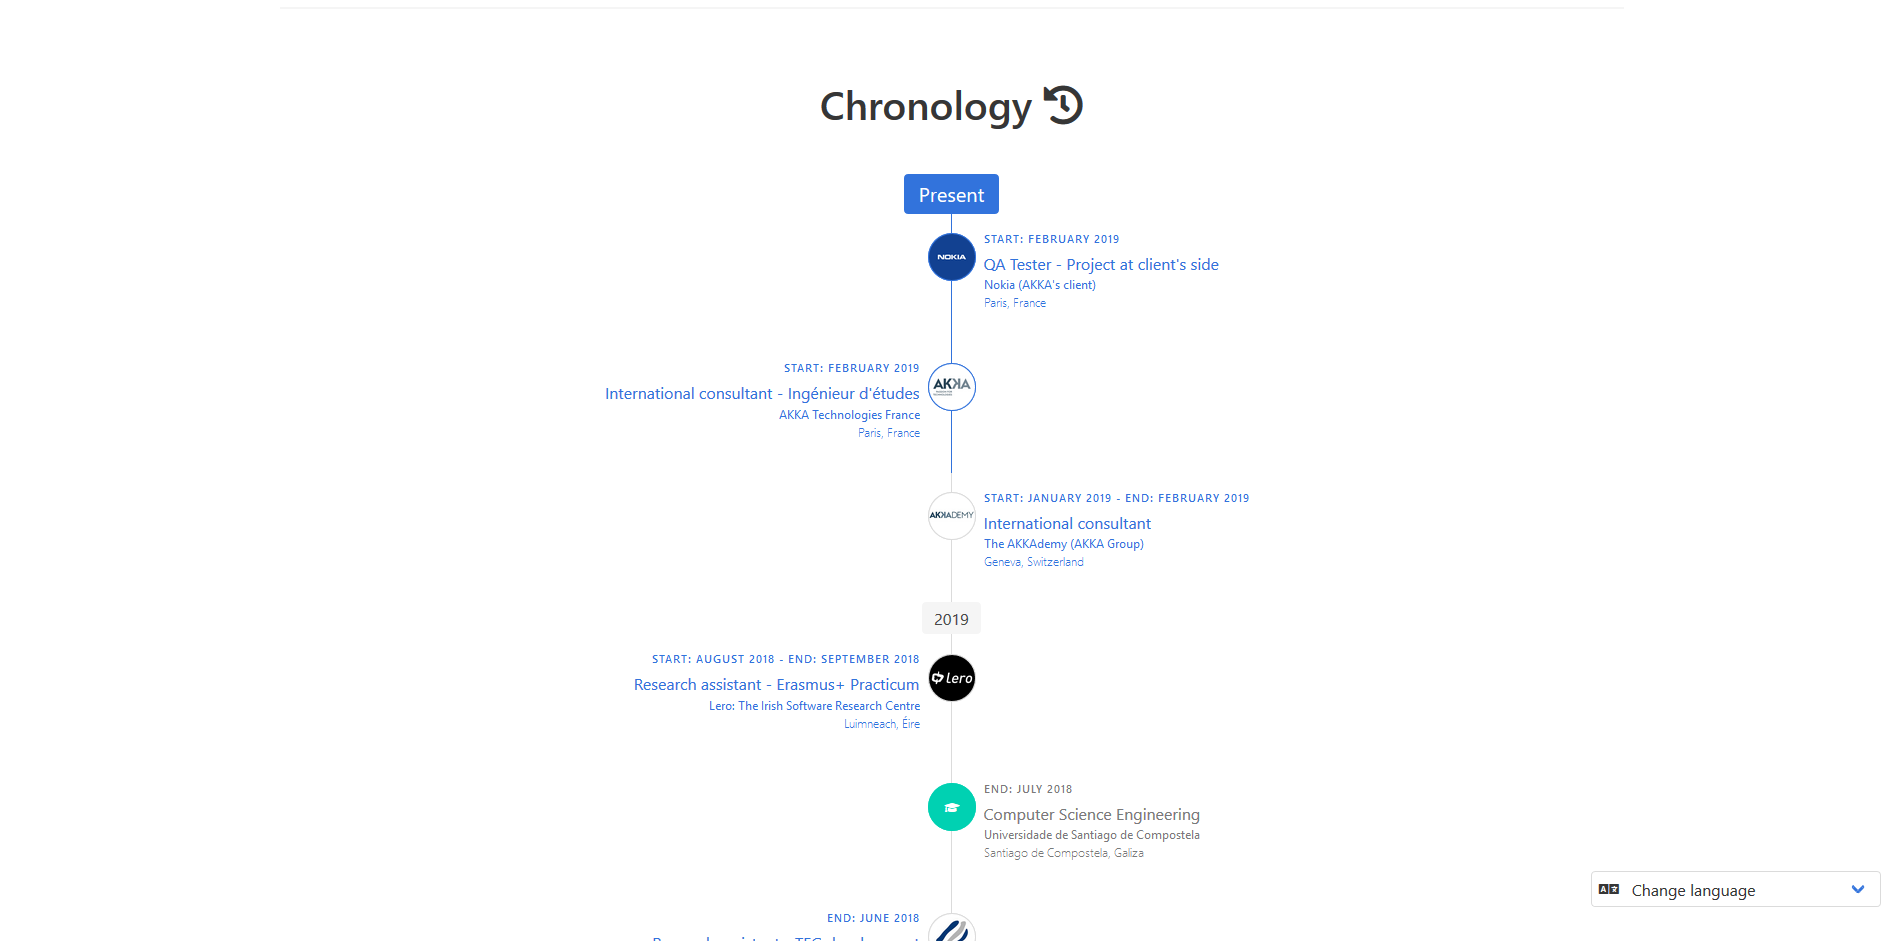 Chronology
Present
START: FEBRUARY 2019
NOKIA
QA Tester - Project at client's side
Nokia (AKKA's client)
Paris, France
START: FEBRUARY 2019
AKKA
International consultant - Ingénieur d'études
AKKA Technologies France
Paris, France
START: JANUARY 2019 - END: FEBRUARY 2019
AKKADEMY
International consultant
The AKKAdemy (AKKA Group)
Geneva, Switzerland
2019
START: AUGUST 2018 - END: SEPTEMBER 2018
lero
Research assistant - Erasmus+ Practicum
Lero: The Irish Software Research Centre
Luimneach, Éire
END: JULY 2018
Computer Science Engineering
Universidade de Santiago de Compostela
Santiago de Compostela, Galiza
Change language
END: JUNE 2018